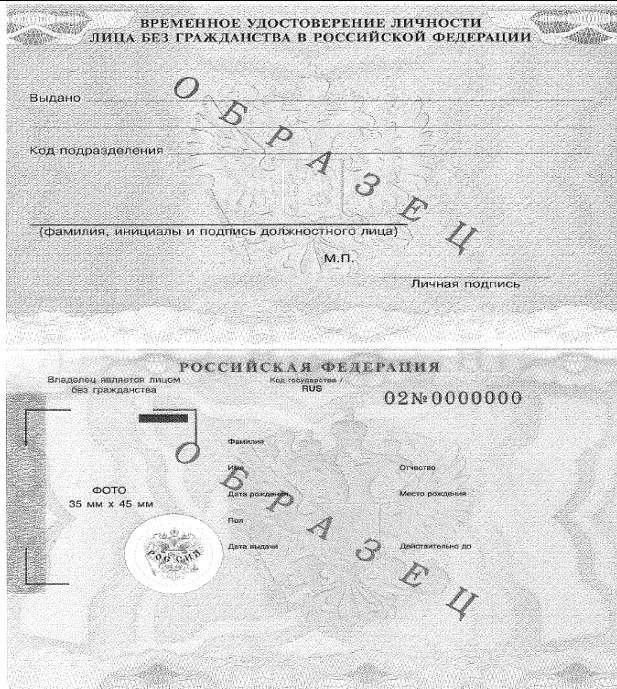 ВРЕМЕННОЕ УДОСТОВЕРЕНИЕ ЛИЧНОСТИ
ЛИЦА БЕЗ ГРАЖДАНСТВА В РОССИЙСКОЙ ФЕДЕРАЦИИ
Выдано
Код подразделения
ОБРАЗЕЦ
(фамилия, инициалы и подпись должностного лица)
М.П.
Личная подпись
РОССИЙСКАЯ ФЕДЕРАЦИЯ
Владелец является лицом
без гражданства
Код государства /
RUS
02№0000000
Фамилия
Имя
Отчество
Дата рождения
Место рождения
ФОТО
35 мм х 45 мм
Пол
Дата выдачи
Действительно до
РОССИЯ
ОБРАЗЕЦ